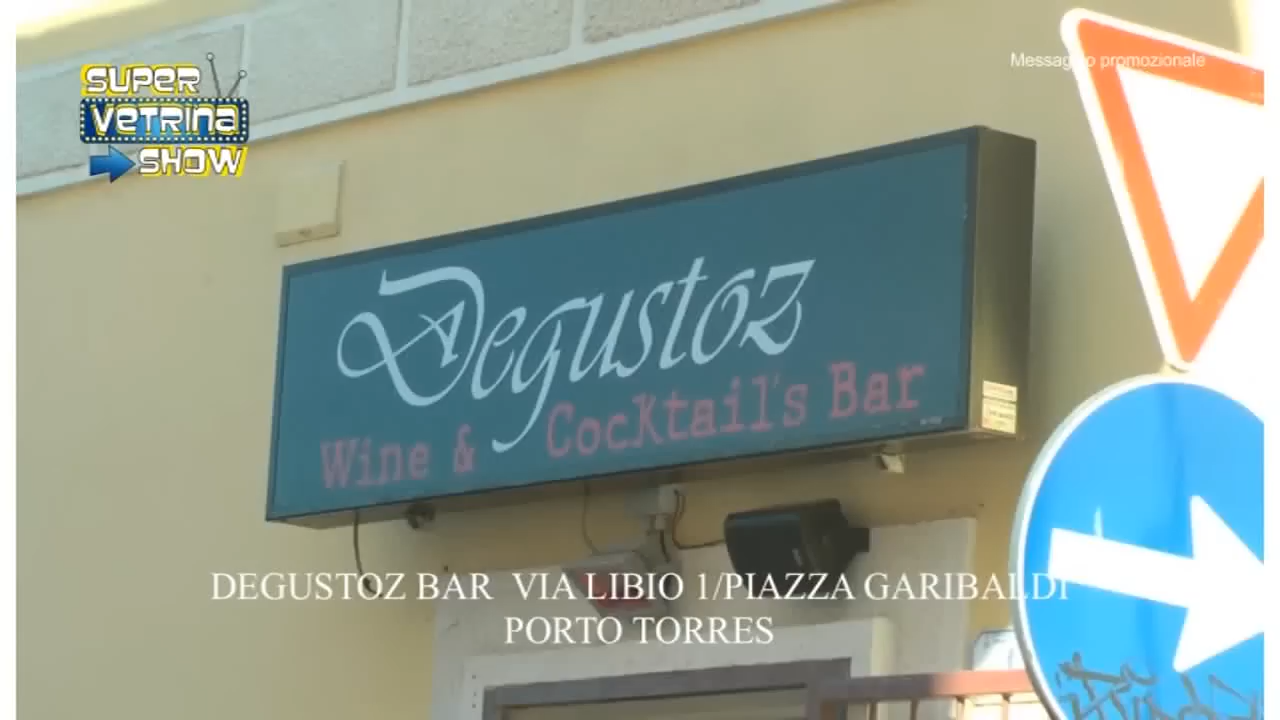 SUPER
VETRINA
SHOW
Messaggio promozionale
Degustoz
Wine & Cocktail's Bar
DEGUSTOZ BAR VIA LIBIO 1/PIAZZA GARIBALDI
PORTO TORRES